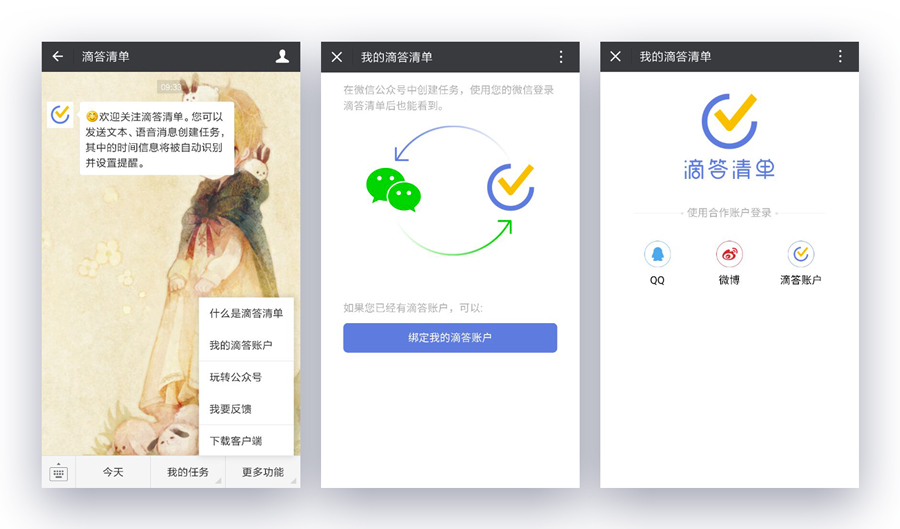 滴答清单
09:33
欢迎关注滴答清单。您可以
发送文本、语音消息创建任务，
其中的时间信息将被自动识别
并设置提醒。
什么是滴答清单
我的滴答账户
玩转公众号
我要反馈
下载客户端
今天
我的任务
更多功能
我的滴答清单
在微信公众号中创建任务，使用您的微信登录
滴答清单后也能看到。
如果您已经有滴答账户，可以:
绑定我的滴答账户
我的滴答清单
滴答清单
使用合作账户登录
QQ
微博
滴答账户